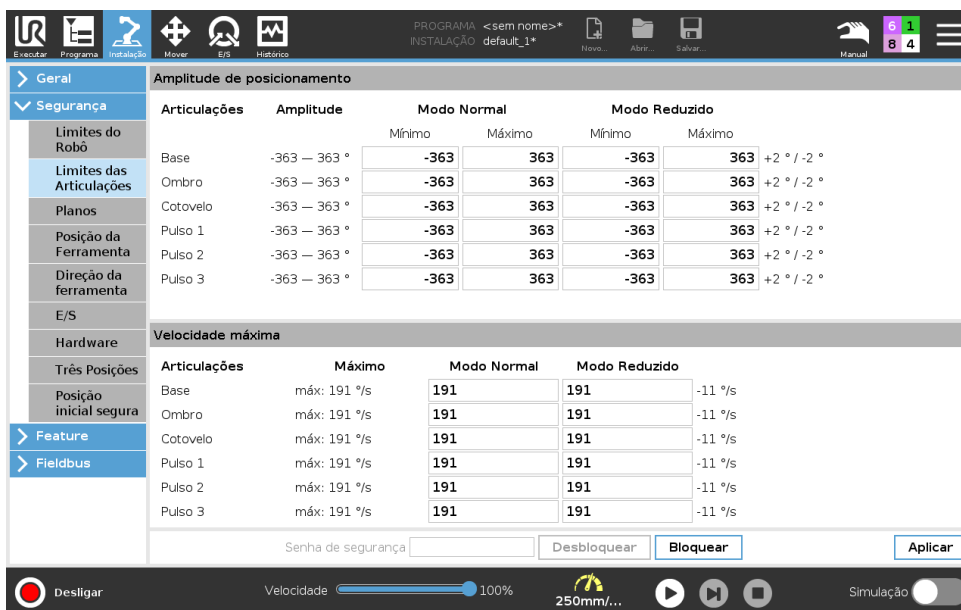 PROGRAMA <sem nome>*
INSTALAÇÃO default_1*
Executar Programa Instalação Mover E/S Histórico Novo... Abrir... Salvar... Manual
6 1
8 4
Geral
Segurança
Limites do
Robô
Limites das
Articulações
Planos
Posição da
Ferramenta
Direção da
ferramenta
E/S
Hardware
Três Posições
Posição
inicial segura
Feature
Fieldbus
Amplitude de posicionamento
Articulações Amplitude Modo Normal Modo Reduzido
Mínimo Máximo Mínimo Máximo
Base -363 — 363 ° -363 363 -363 363 +2 ° / -2 °
Ombro -363 — 363 ° -363 363 -363 363 +2 ° / -2 °
Cotovelo -363 — 363 ° -363 363 -363 363 +2 ° / -2 °
Pulso 1 -363 — 363 ° -363 363 -363 363 +2 ° / -2 °
Pulso 2 -363 — 363 ° -363 363 -363 363 +2 ° / -2 °
Pulso 3 -363 — 363 ° -363 363 -363 363 +2 ° / -2 °
Velocidade máxima
Articulações Máximo Modo Normal Modo Reduzido
Base máx: 191 °/s 191 191 -11 °/s
Ombro máx: 191 °/s 191 191 -11 °/s
Cotovelo máx: 191 °/s 191 191 -11 °/s
Pulso 1 máx: 191 °/s 191 191 -11 °/s
Pulso 2 máx: 191 °/s 191 191 -11 °/s
Pulso 3 máx: 191 °/s 191 191 -11 °/s
Senha de segurança Desbloquear Bloquear Aplicar
Desligar Velocidade 100% 250mm/... Simulação